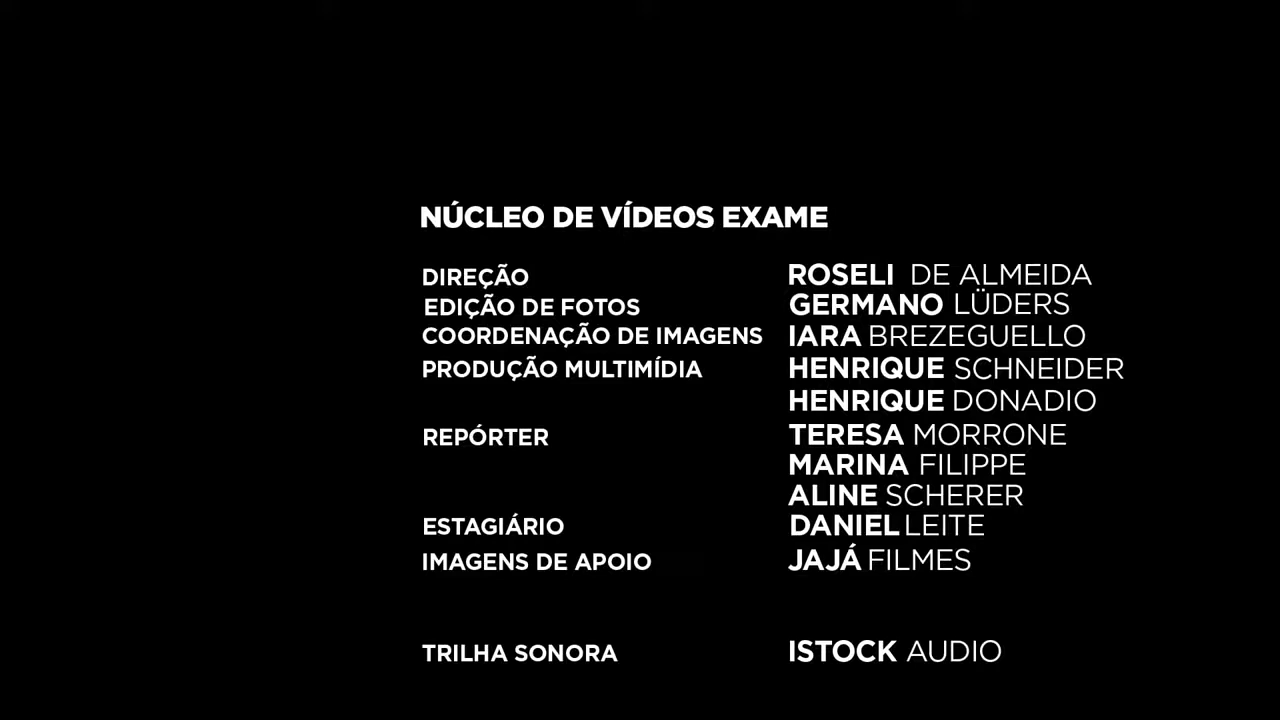 NÚCLEO DE VÍDEOS EXAME
DIREÇÃO ROSELI DE ALMEIDA
EDIÇÃO DE FOTOS GERMANO LÜDERS
COORDENAÇÃO DE IMAGENS IARA BREZEGUELLO
PRODUÇÃO MULTIMÍDIA HENRIQUE SCHNEIDER
HENRIQUE DONADIO
REPÓRTER TERESA MORRONE
MARINA FILIPPE
ALINE SCHERER
ESTAGIÁRIO DANIEL LEITE
IMAGENS DE APOIO JAJÁ FILMES
TRILHA SONORA ISTOCK AUDIO